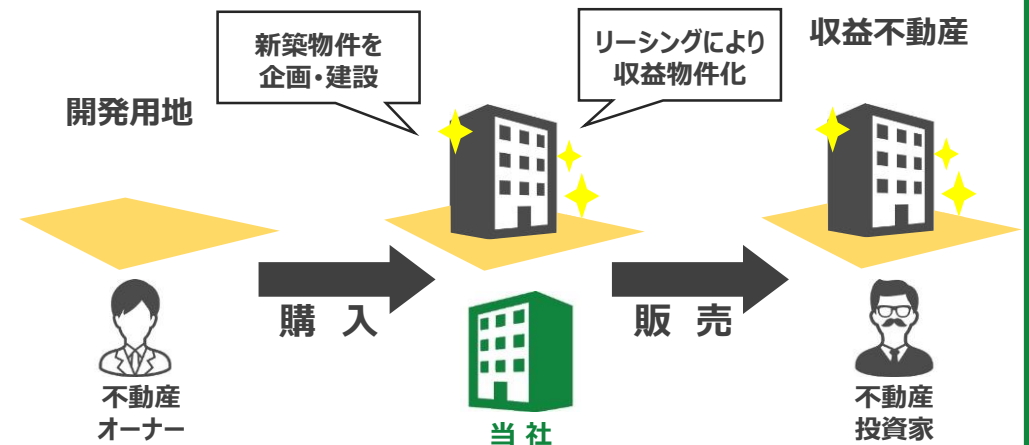 新築物件を
企画・建設
リーシングにより
収益物件化
収益不動産
開発用地
購 入
販 売
不動産
オーナー
当 社
不動産
投資家